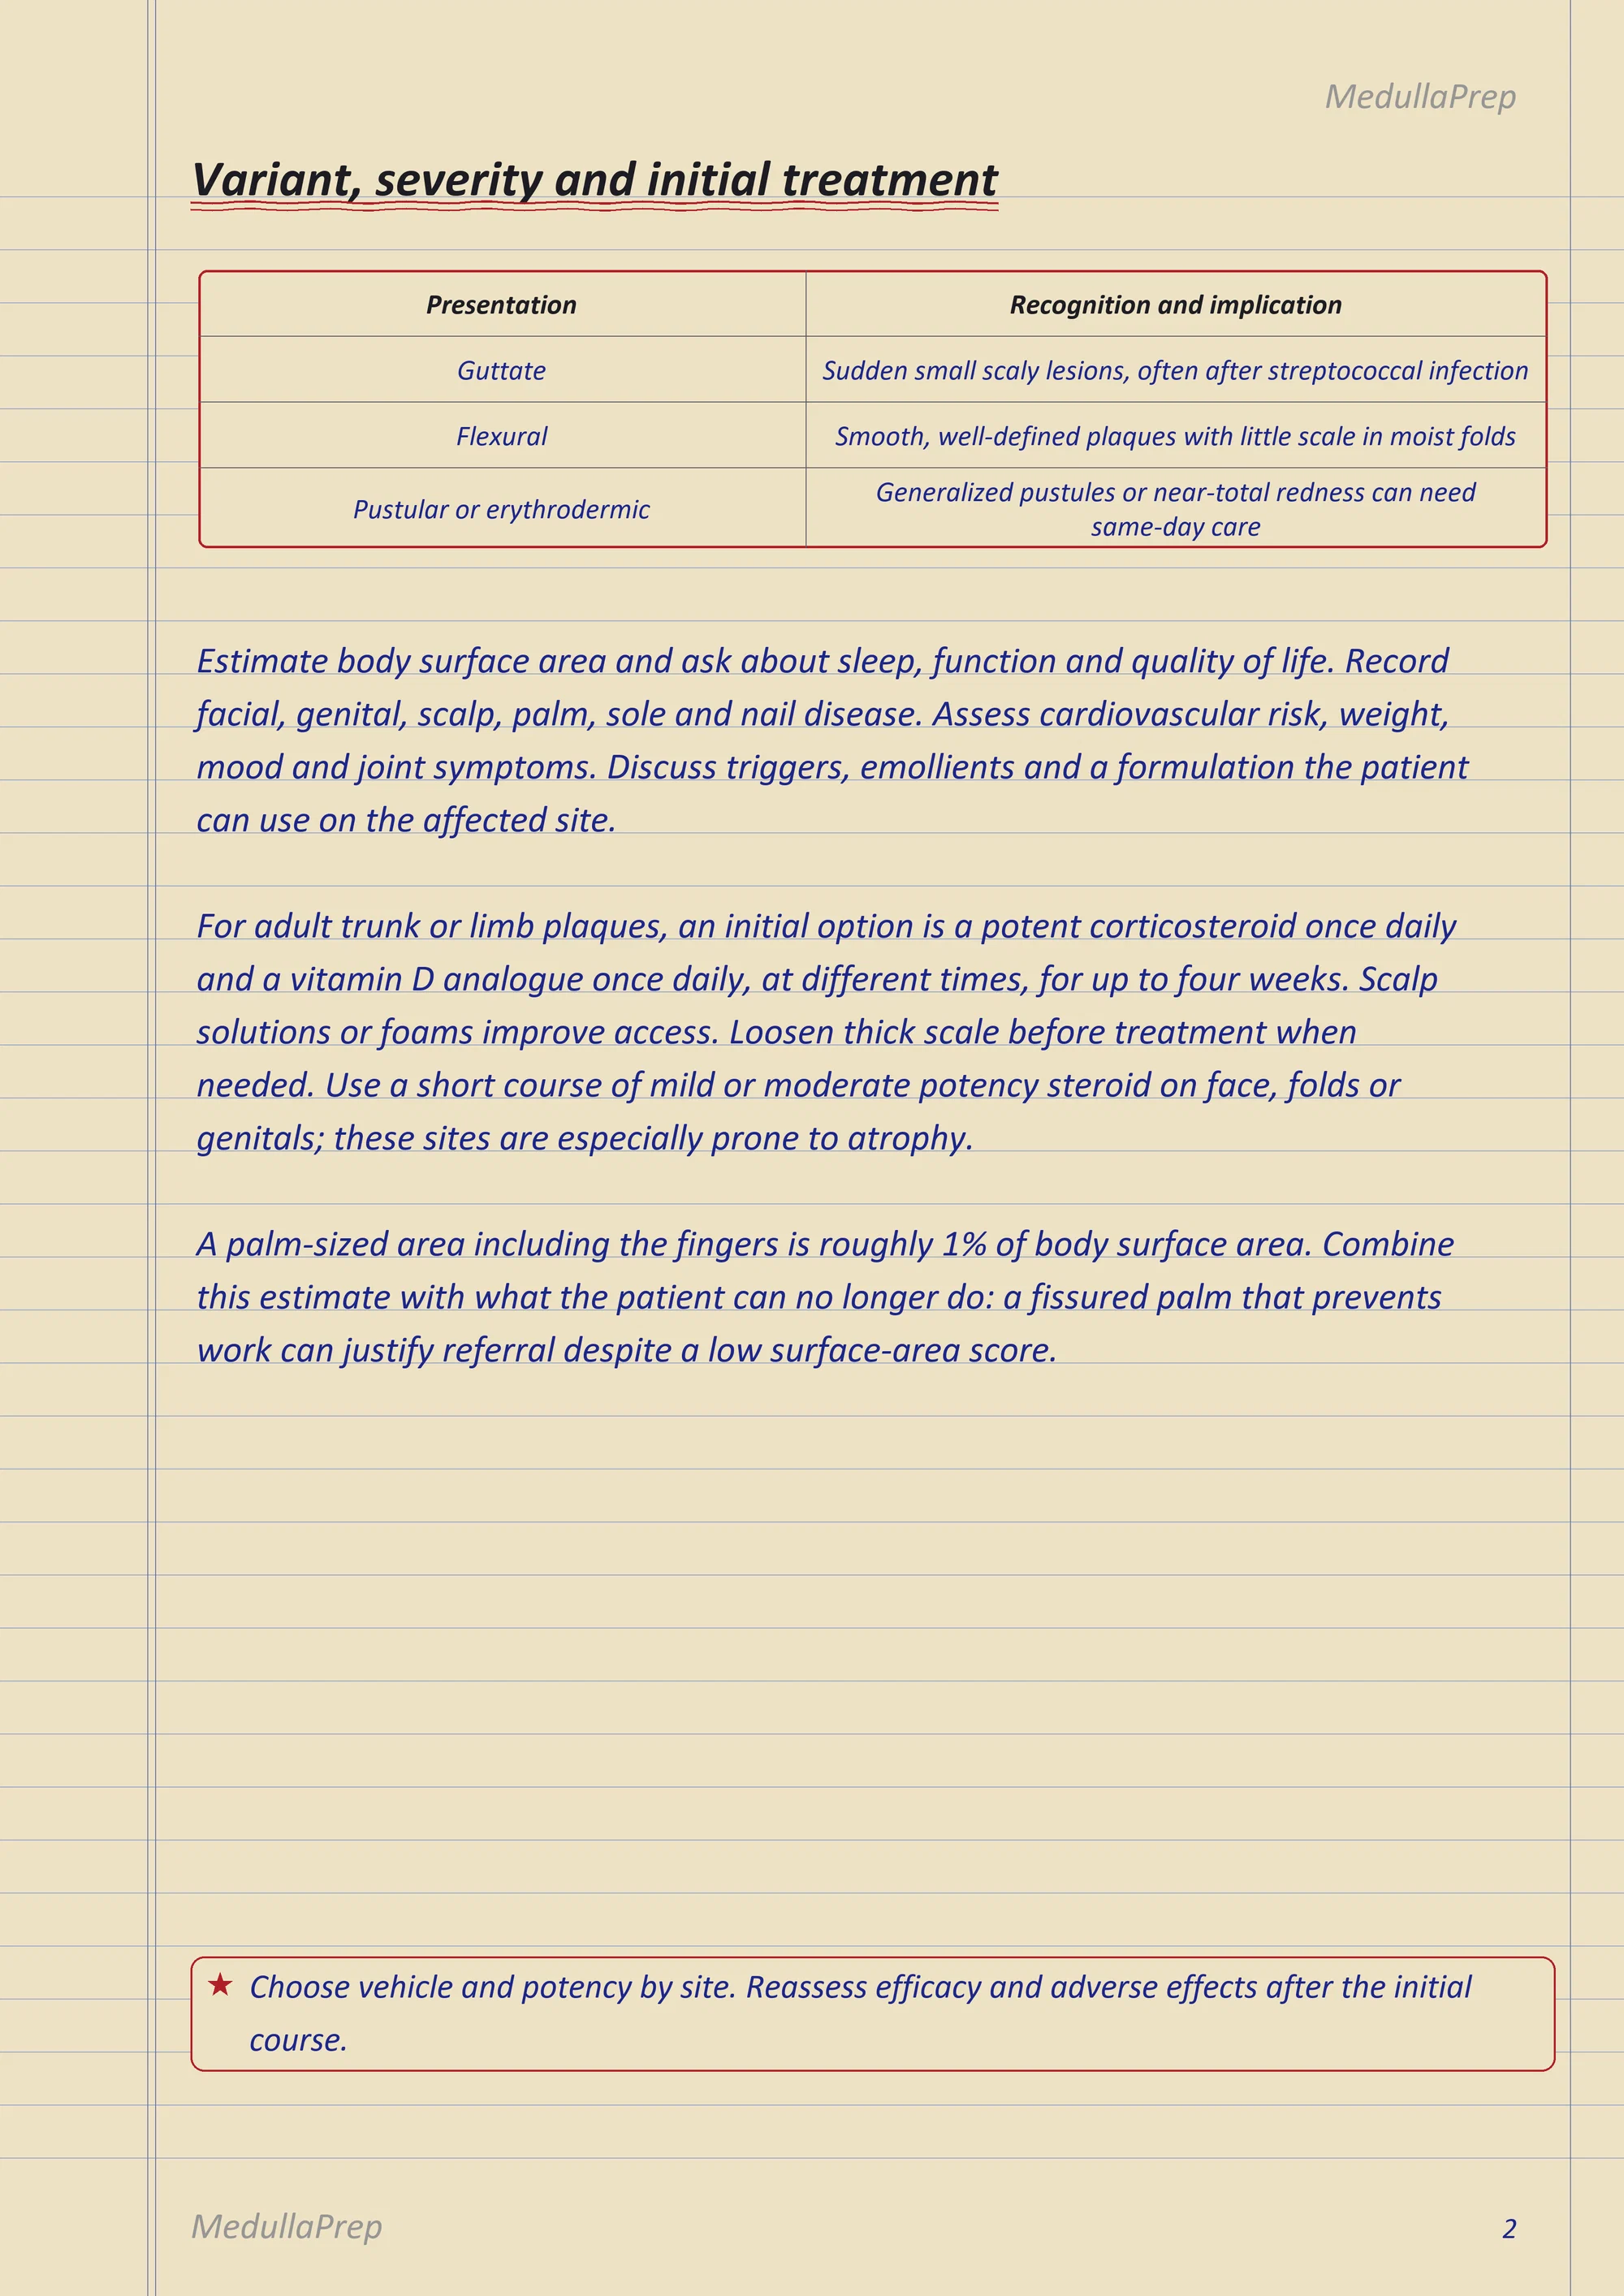 MedullaPrep
Variant, severity and initial treatment
Presentation
Recognition and implication
Guttate
Sudden small scaly lesions, often after streptococcal infection
Flexural
Smooth, well-defined plaques with little scale in moist folds
Pustular or erythrodermic
Generalized pustules or near-total redness can need
same-day care
Estimate body surface area and ask about sleep, function and quality of life. Record
facial, genital, scalp, palm, sole and nail disease. Assess cardiovascular risk, weight,
mood and joint symptoms. Discuss triggers, emollients and a formulation the patient
can use on the affected site.
For adult trunk or limb plaques, an initial option is a potent corticosteroid once daily
and a vitamin D analogue once daily, at different times, for up to four weeks. Scalp
solutions or foams improve access. Loosen thick scale before treatment when
needed. Use a short course of mild or moderate potency steroid on face, folds or
genitals; these sites are especially prone to atrophy.
A palm-sized area including the fingers is roughly 1% of body surface area. Combine
this estimate with what the patient can no longer do: a fissured palm that prevents
work can justify referral despite a low surface-area score.
★ Choose vehicle and potency by site. Reassess efficacy and adverse effects after the initial
course.
MedullaPrep
2